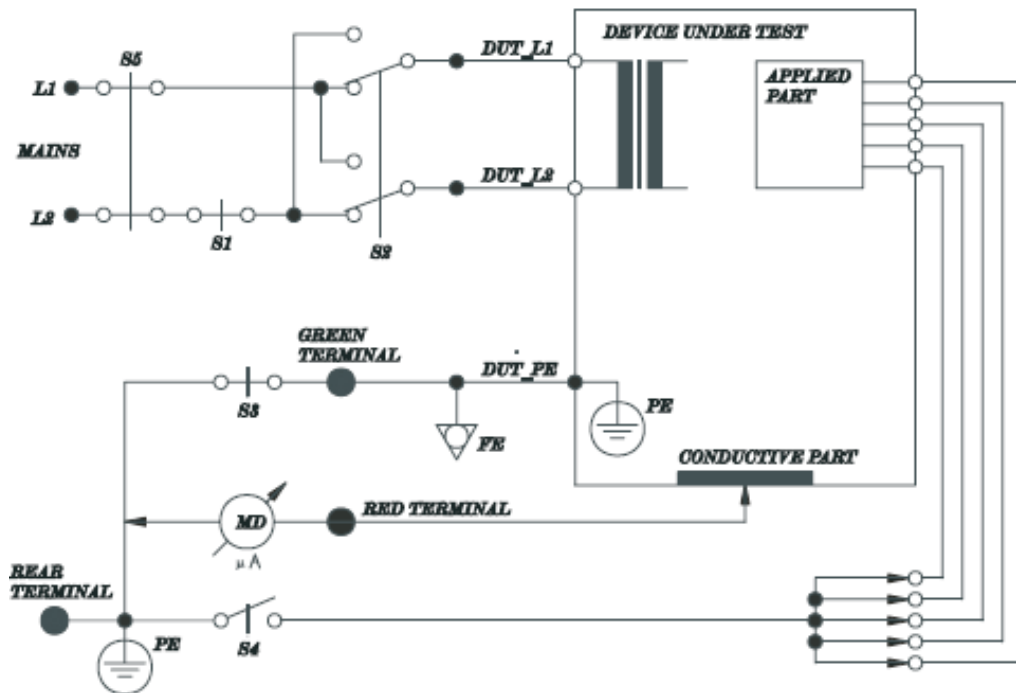 DEVICE UNDER TEST
DUT_L1
S5
L1
APPLIED
PART
MAINS
DUT_L2
L2
S1
S2
GREEN
TERMINAL
DUT_PE
S3
PE
FE
CONDUCTIVE PART
RED TERMINAL
MD
μA
REAR
TERMINAL
S4
PE